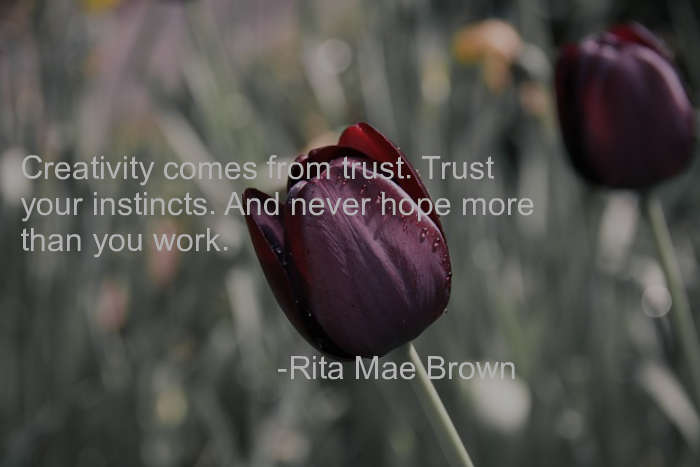 Creativity comes from trust. Trust
your instincts. And never hope more
than you work.
-Rita Mae Brown